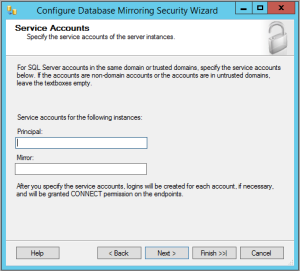 Configure Database Mirroring Security Wizard
Service Accounts
Specify the service accounts of the server instances.
For SQL Server accounts in the same domain or trusted domains, specify the service accounts
below. If the accounts are non-domain accounts or the accounts are in untrusted domains,
leave the textboxes empty.
Service accounts for the following instances:
Principal:
Mirror:
After you specify the service accounts, logins will be created for each account, if necessary,
and will be granted CONNECT permission on the endpoints.
Help
< Back
Next >
Finish >>|
Cancel